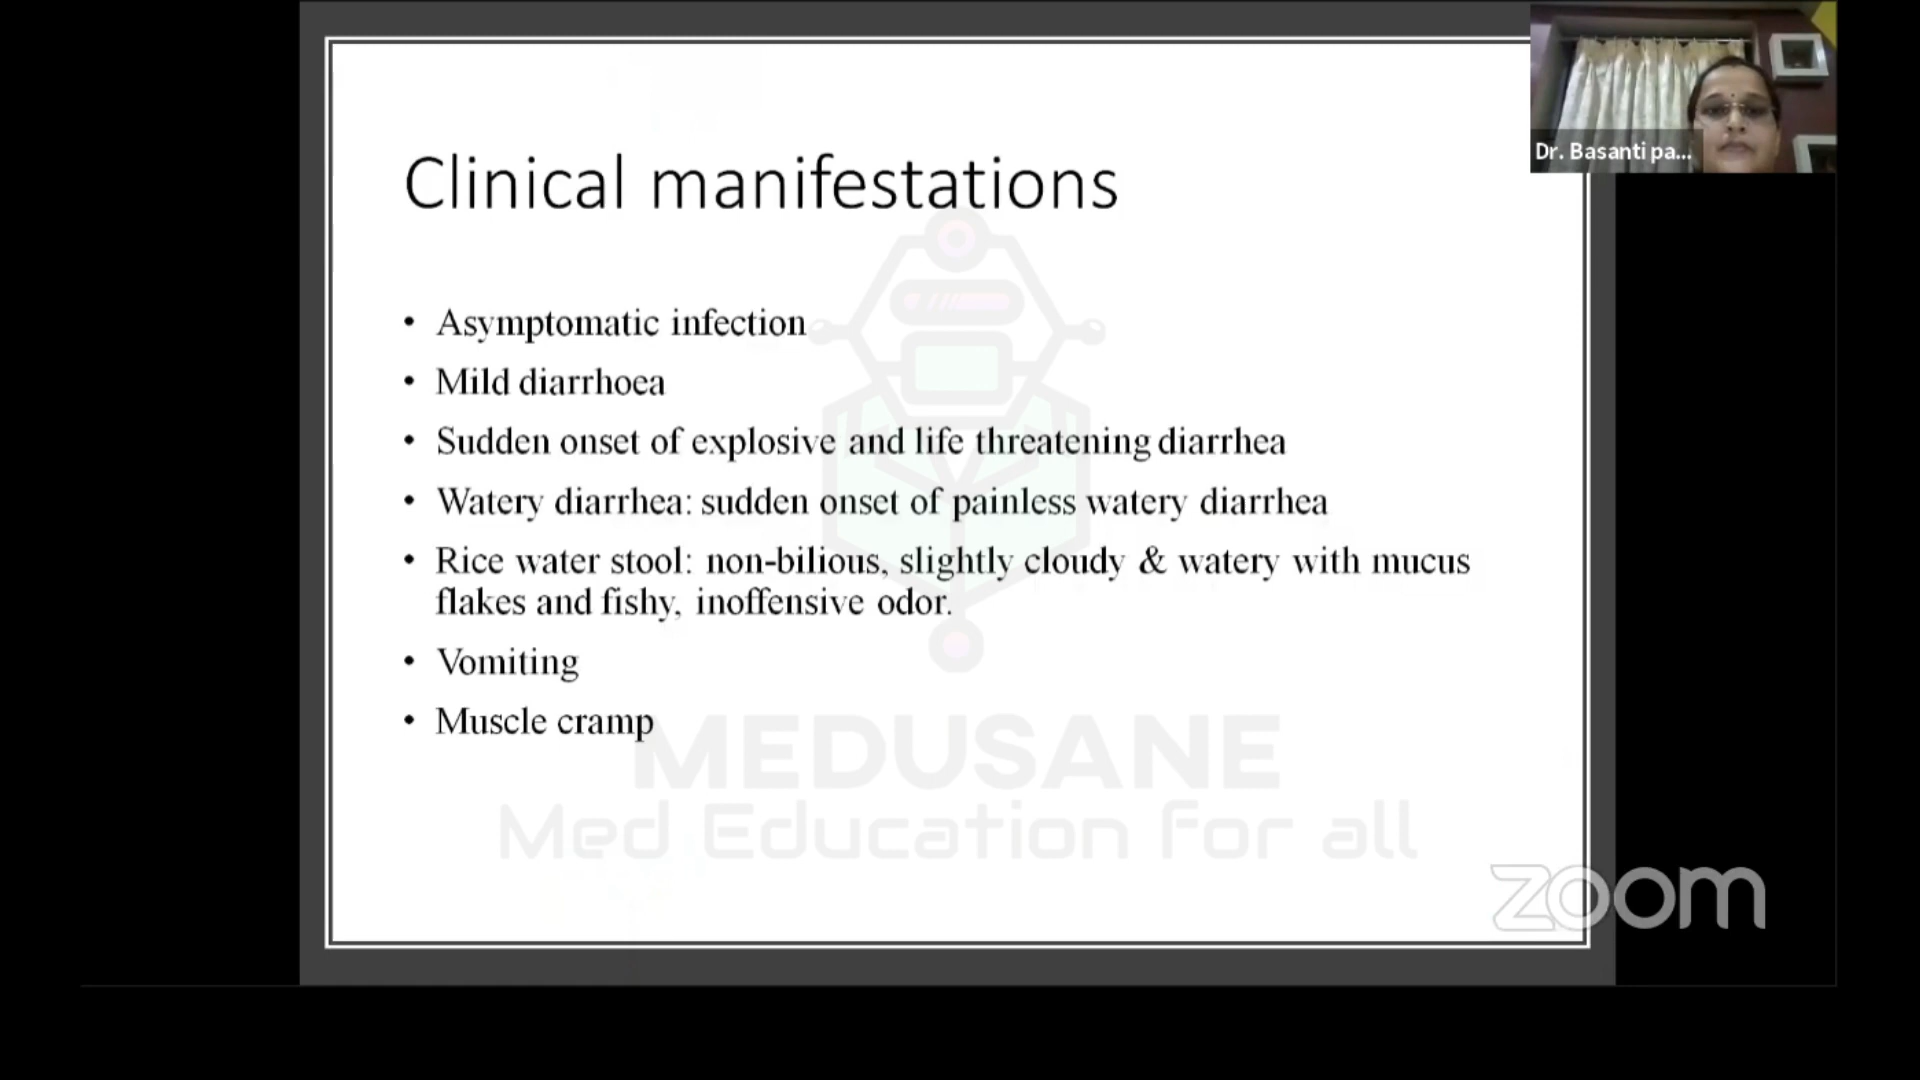 Clinical manifestations
• Asymptomatic infection
• Mild diarrhoea
• Sudden onset of explosive and life threatening diarrhea
• Watery diarrhea: sudden onset of painless watery diarrhea
• Rice water stool: non-bilious, slightly cloudy & watery with mucus
flakes and fishy, inoffensive odor.
• Vomiting
• Muscle cramp
MEDUSANE
Med Education for all
Dr. Basanti pa...
zoom